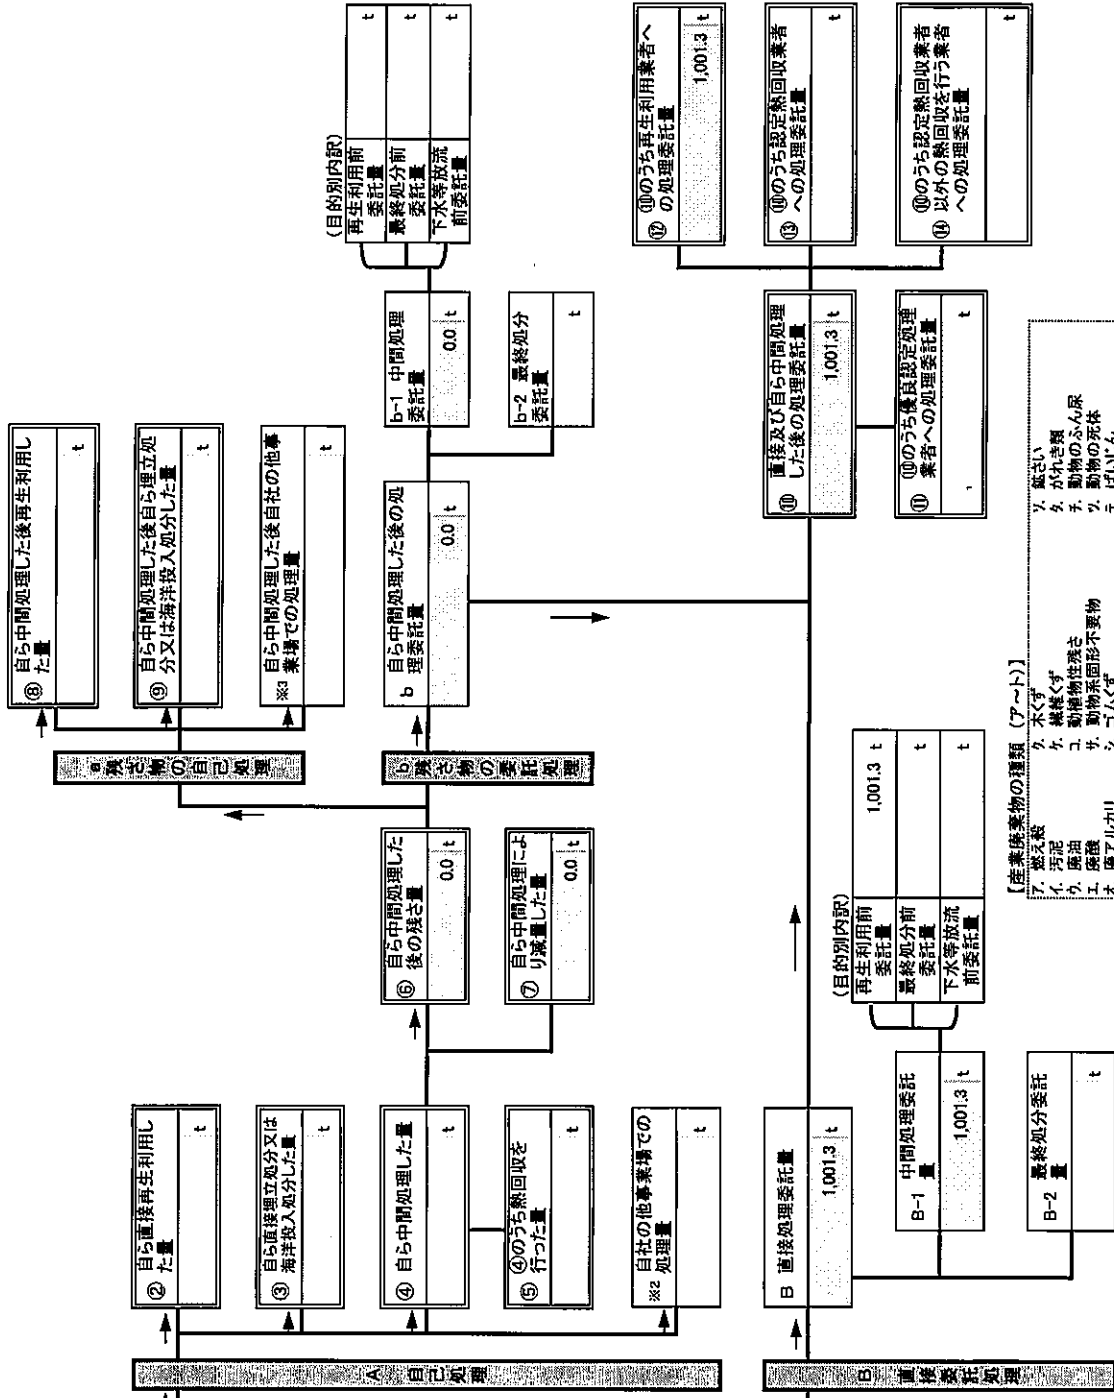 A 自己処理
② 自ら直接再生利用し
た量
t
③ 自ら直接埋立処分又は
海洋投入処分した量
t
④ 自ら中間処理した量
t
⑤ ④のうち熱回収を
行った量
t
※2 自社の他事業場での
処理量
t
⑥ 自ら中間処理した
後の残さ量
0.0 t
⑦ 自ら中間処理によ
り減量した量
0.0 t
a 残さ物の自己処理
⑧ 自ら中間処理した後再生利用し
た量
t
⑨ 自ら中間処理した後自ら埋立処
分又は海洋投入処分した量
t
※3 自ら中間処理した後自社の他事
業場での処理量
t
b 残さ物の委託処理
b 自ら中間処理した後の処
理委託量
0.0 t
b-1 中間処理
委託量
0.0 t
b-2 最終処分
委託量
t
(目的別内訳)
再生利用前
委託量
t
最終処分前
委託量
t
下水等放流
前委託量
t
B 直接委託処理
B 直接処理委託量
1,001.3 t
B-1 中間処理委託
量
1,001.3 t
B-2 最終処分委託
量
t
(目的別内訳)
再生利用前
委託量
1,001.3 t
最終処分前
委託量
t
下水等放流
前委託量
t
⑩ 直接及び自ら中間処理
した後の処理委託量
1,001.3 t
⑪ ⑩のうち優良認定処理
業者への処理委託量
t
⑫ ⑩のうち再生利用業者へ
の処理委託量
1,001.3 t
⑬ ⑩のうち認定熱回収業者
への処理委託量
t
⑭ ⑩のうち認定熱回収業者
以外の熱回収を行う業者
への処理委託量
t
【産業廃棄物の種類 (ア～ト)】
ア. 燃え殻 ク. 木くず ソ. 鉱さい
イ. 汚泥 ケ. 繊維くず タ. がれき類
ウ. 廃油 コ. 動植物性残さ チ. 動物のふん尿
エ. 廃酸 サ. 動物系固形不要物 ツ. 動物の死体
オ. 廃アルカリ シ. ゴムくず テ. ばいじん